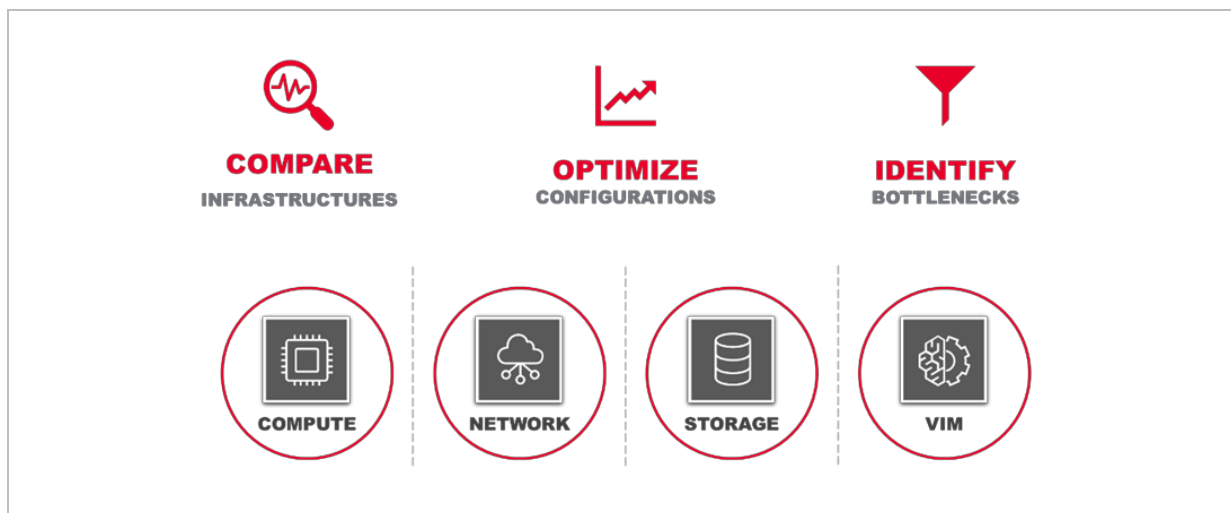 COMPARE
INFRASTRUCTURES
OPTIMIZE
CONFIGURATIONS
IDENTIFY
BOTTLENECKS
COMPUTE
NETWORK
STORAGE
VIM